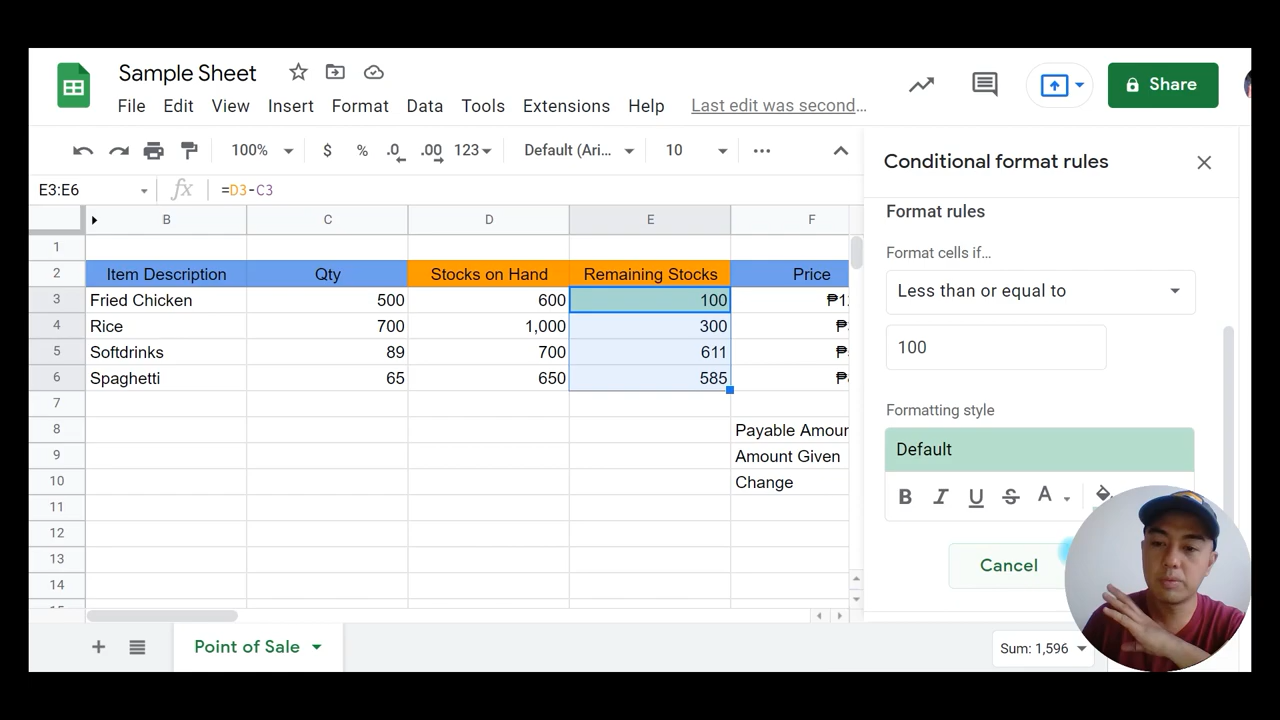 Sample Sheet
File Edit View Insert Format Data Tools Extensions Help Last edit was second...
Share
100% $ % .0 .00 123 Default (Ari... 10
E3:E6 fx =D3-C3
B C D E F
1
2 Item Description Qty Stocks on Hand Remaining Stocks Price
3 Fried Chicken 500 600 100
4 Rice 700 1,000 300 ₱
5 Softdrinks 89 700 611 ₱
6 Spaghetti 65 650 585 ₱
7
8 Payable Amour
9 Amount Given
10 Change
11
12
13
14
Point of Sale
Sum: 1,596
Conditional format rules
Format rules
Format cells if...
Less than or equal to
100
Formatting style
Default
B I U S A
Cancel